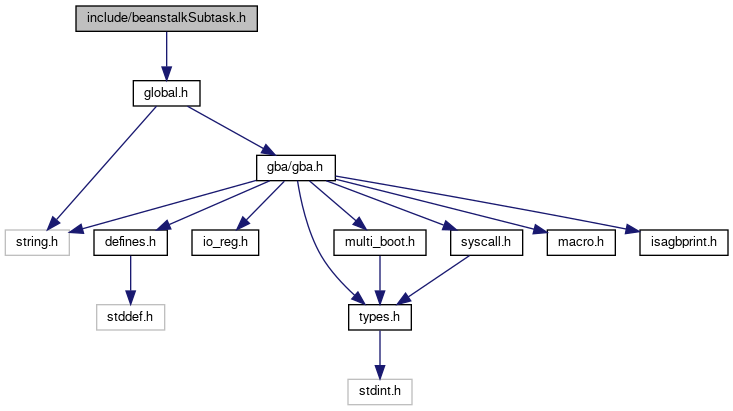 include/beanstalkSubtask.h
global.h
gba/gba.h
string.h
defines.h
io_reg.h
multi_boot.h
syscall.h
macro.h
isagbprint.h
stddef.h
types.h
stdint.h